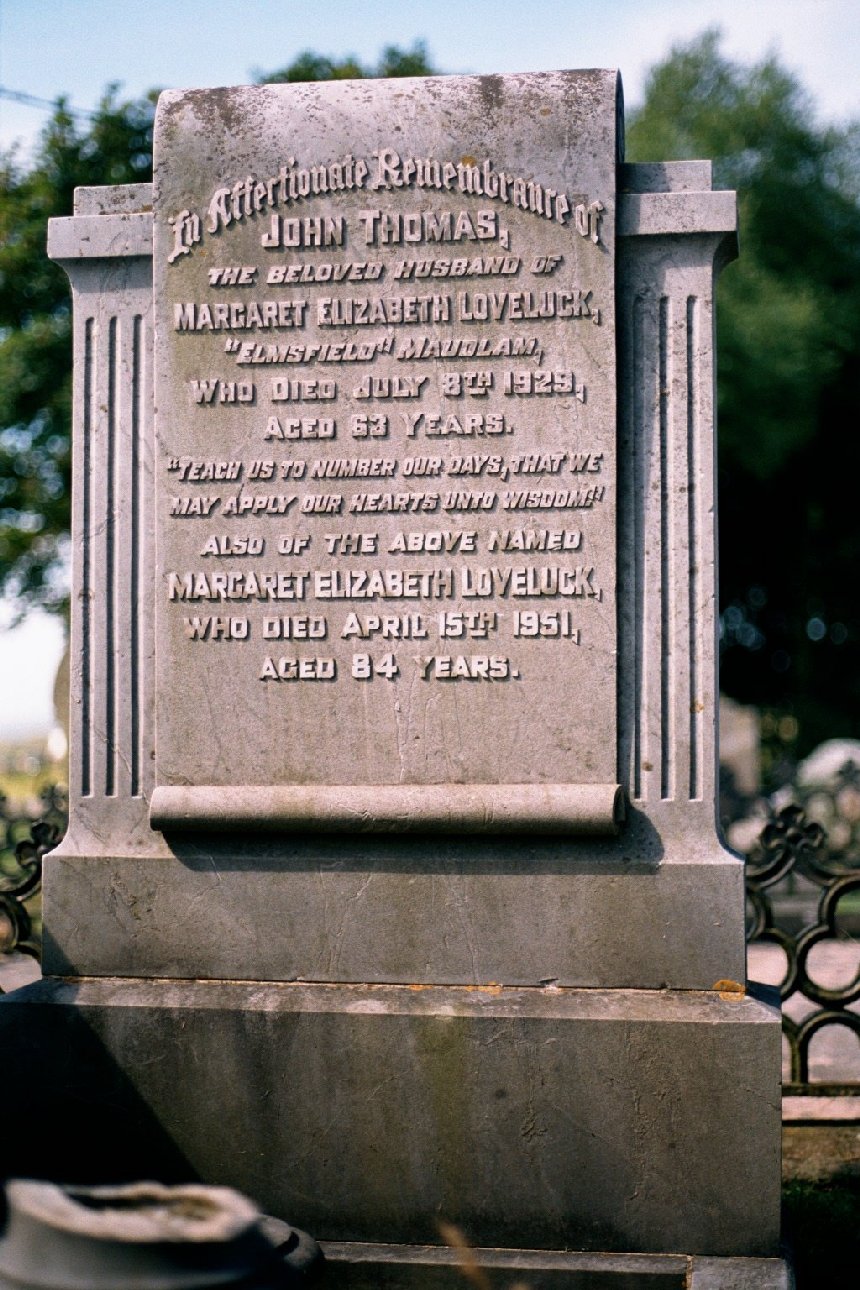 In Affectionate Remembrance of
JOHN THOMAS,
THE BELOVED HUSBAND OF
MARGARET ELIZABETH LOVELUCK,
"ELMSFIELD" MAUDLAM,
WHO DIED JULY 8TH 1929,
AGED 63 YEARS.
"TEACH US TO NUMBER OUR DAYS, THAT WE
MAY APPLY OUR HEARTS UNTO WISDOM."
ALSO OF THE ABOVE NAMED
MARGARET ELIZABETH LOVELUCK,
WHO DIED APRIL 15TH 1951,
AGED 84 YEARS.